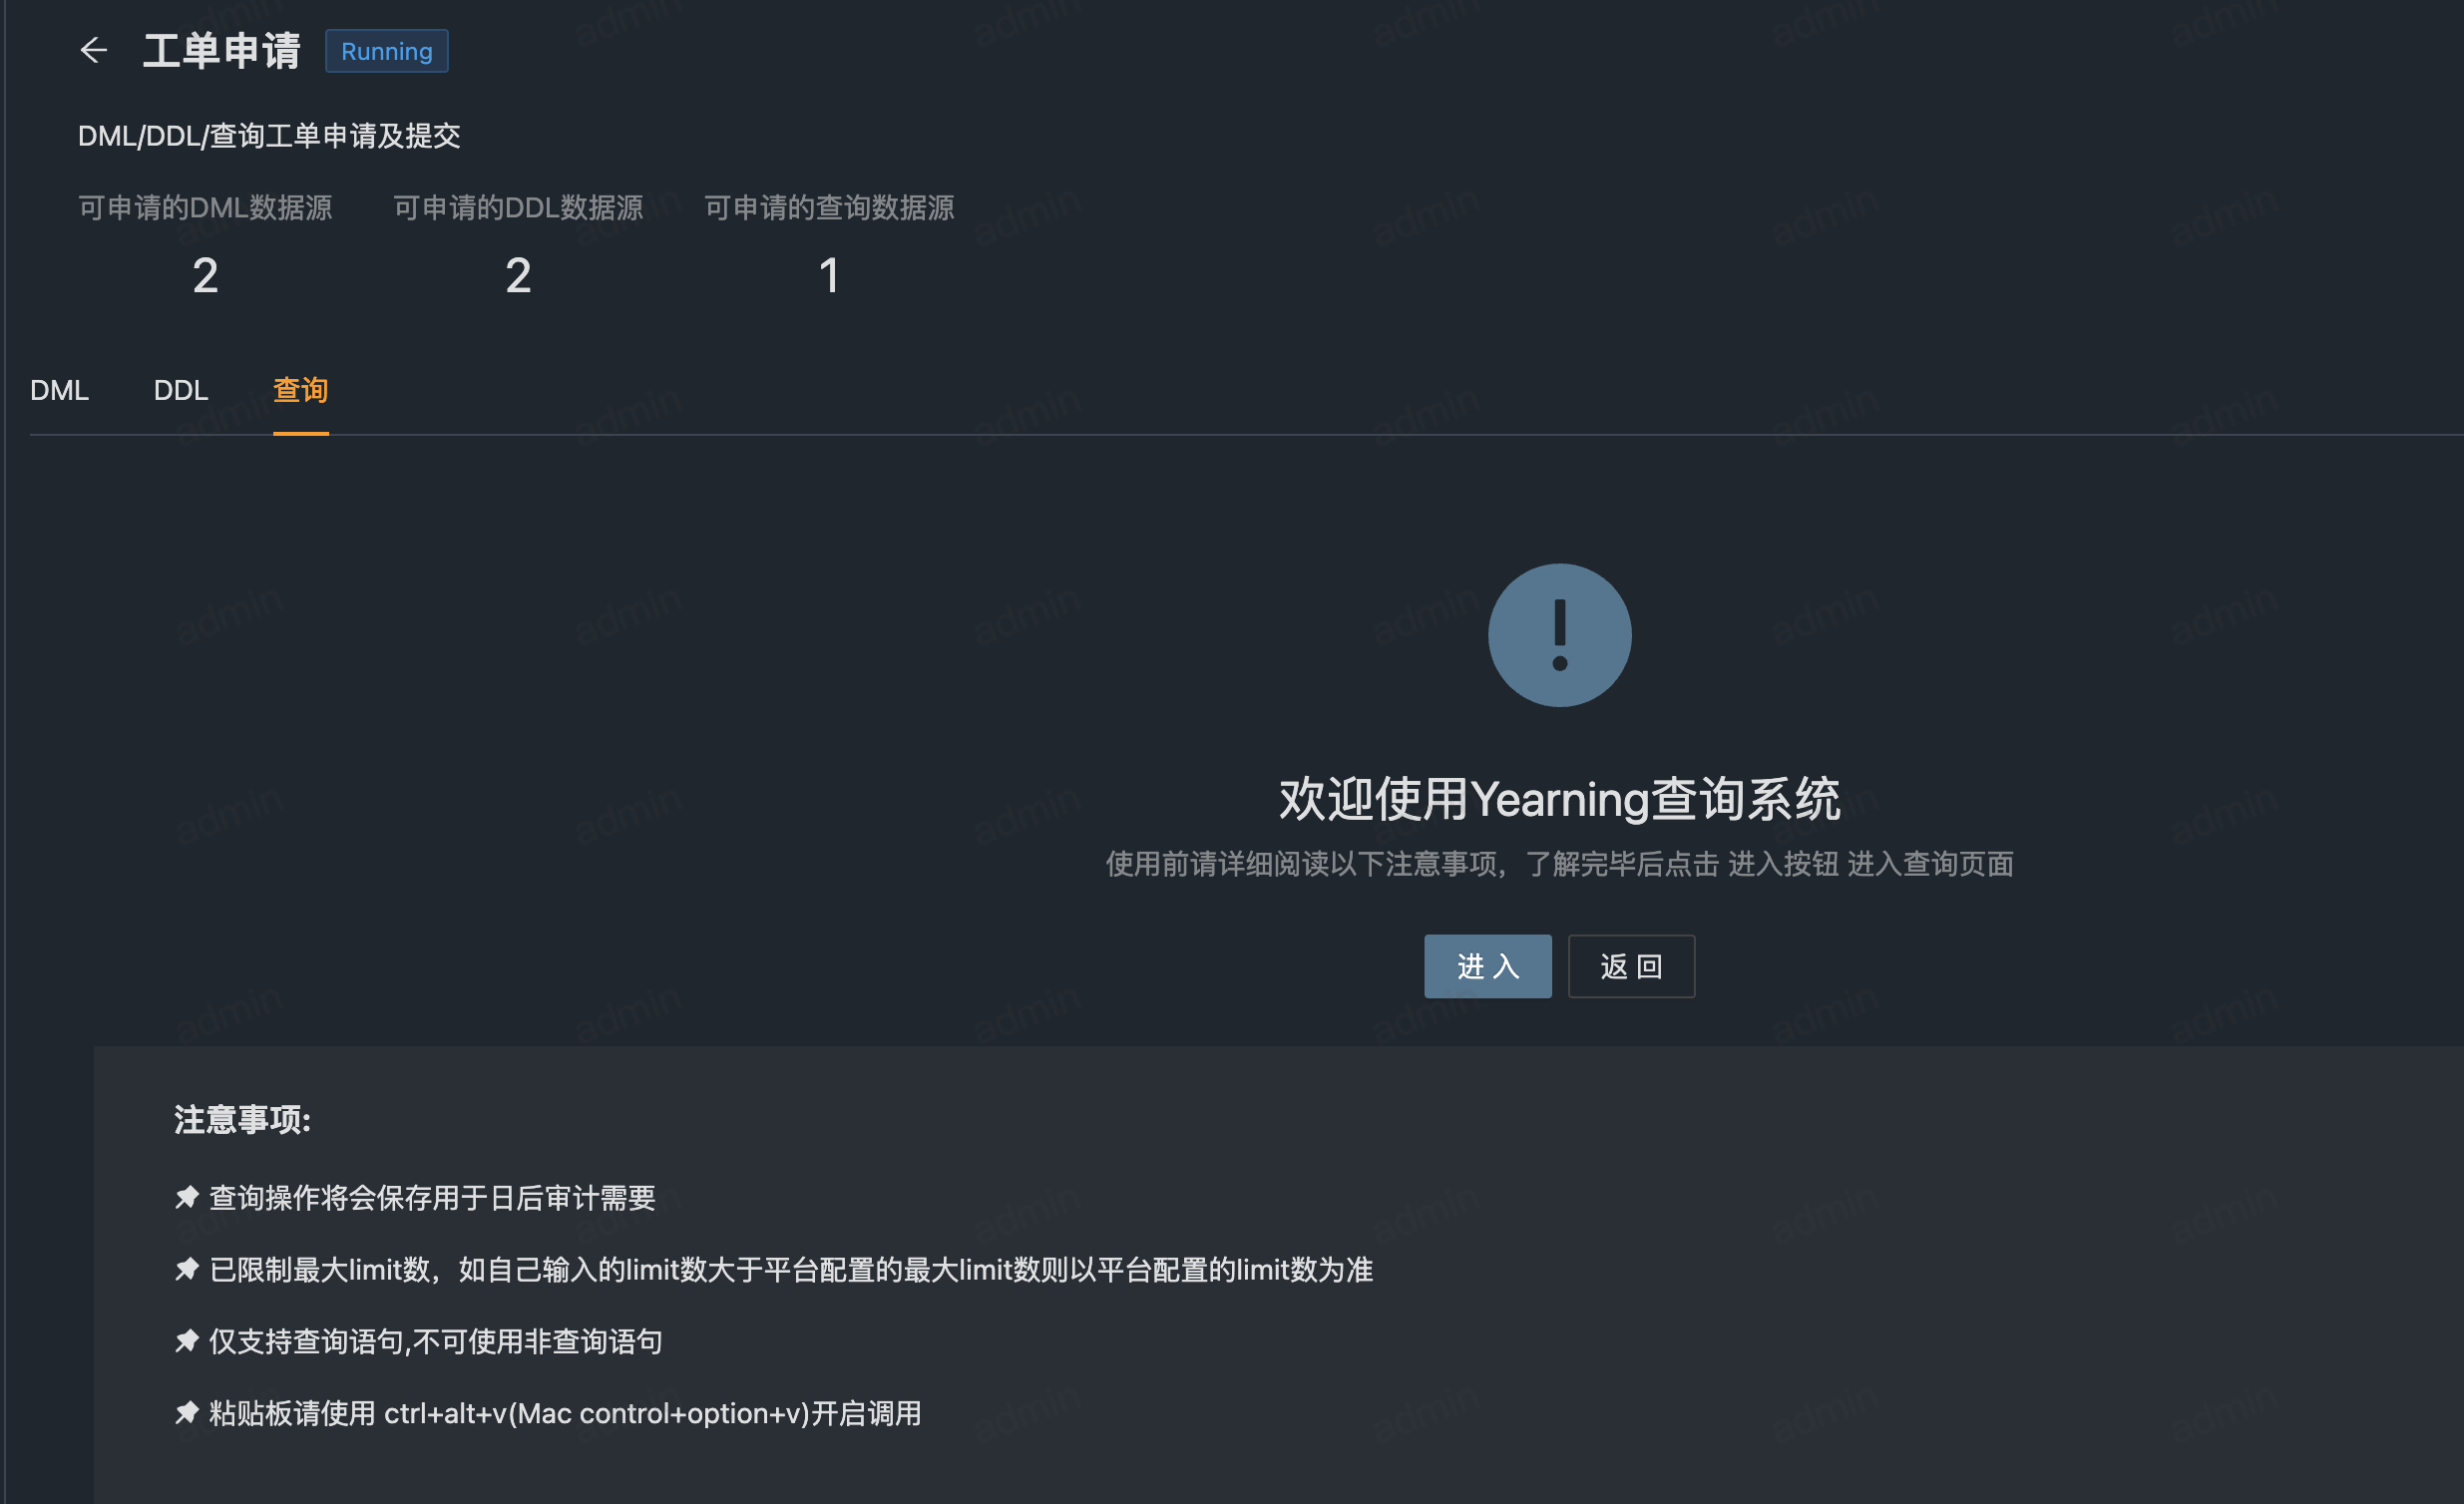 工单申请 Running
DML/DDL/查询工单申请及提交
可申请的DML数据源 可申请的DDL数据源 可申请的查询数据源
2 2 1
DML DDL 查询
欢迎使用Yearning查询系统
使用前请详细阅读以下注意事项，了解完毕后点击 进入按钮 进入查询页面
进 入 返 回
注意事项:
查询操作将会保存用于日后审计需要
已限制最大limit数，如自己输入的limit数大于平台配置的最大limit数则以平台配置的limit数为准
仅支持查询语句,不可使用非查询语句
粘贴板请使用 ctrl+alt+v(Mac control+option+v)开启调用
admin